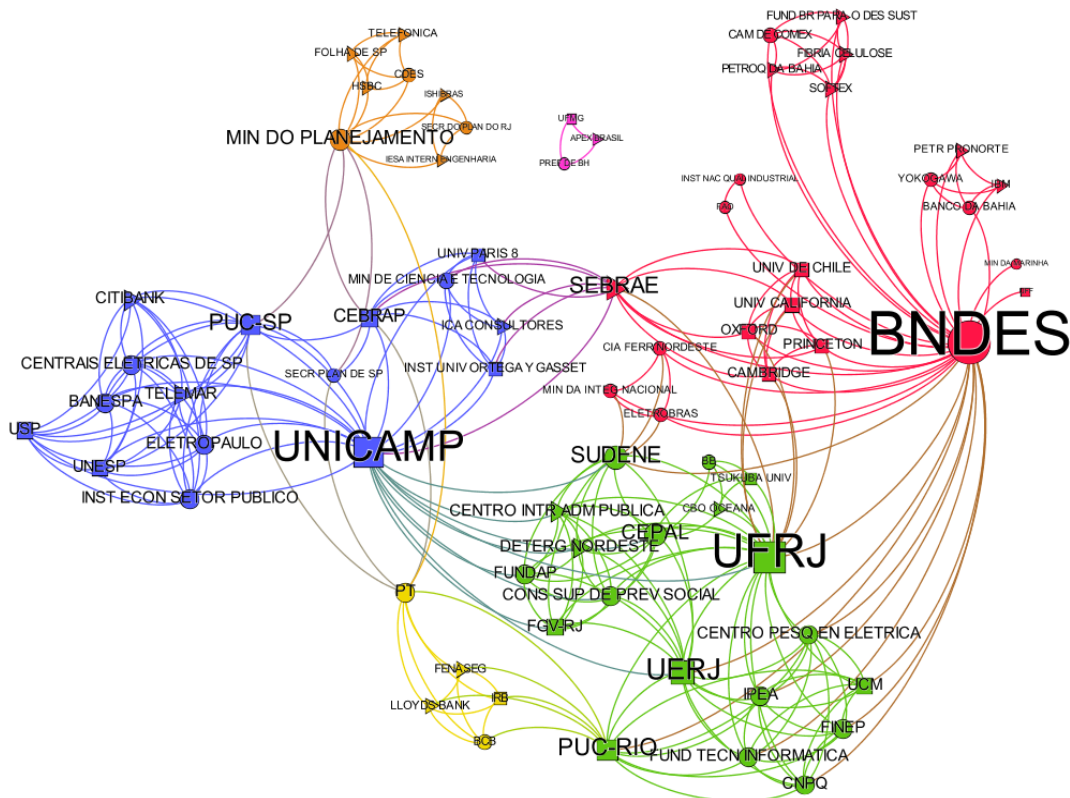 FUND BR PARA O DES SUST
CAM DE COMEX
TELEFONICA
FOLHA DE SP
FIBRIA CELULOSE
PETROQ DA BAHIA
CDES
HSBC
SOFTEX
ISHIBRAS
UFMG
SECR DO PLAN DO RJ
MIN DO PLANEJAMENTO
APEX BRASIL
PETR PRONORTE
IESA INTERN ENGENHARIA
PREF DE BH
INST NAC QUAL INDUSTRIAL
YOKOGAWA
IBM
BANCO DA BAHIA
UNIV PARIS 8
MIN DA MARINHA
UNIV DE CHILE
MIN DE CIENCIA E TECNOLOGIA
SEBRAE
CITIBANK
UNIV CALIFORNIA
CEBRAP
PUC-SP
ICA CONSULTORES
OXFORD
BNDES
PRINCETON
CIA FERR NORDESTE
CENTRAIS ELETRICAS DE SP
INST UNIV ORTEGA Y GASSET
SECR PLAN DE SP
CAMBRIDGE
MIN DA INTEG NACIONAL
TELEMAR
BANESPA
ELETROBRAS
USP
ELETROPAULO
UNICAMP
SUDENE
BB
UNESP
TSUKUBA UNIV
INST ECON SETOR PUBLICO
CENTRO INTR ADM PUBLICA
CBO OCEANA
CEPAL
DETERG NORDESTE
UFRJ
FUNDAP
PT
CONS SUP DE PREV SOCIAL
FGV-RJ
CENTRO PESQ EN ELETRICA
UERJ
FENASEG
UCM
IPEA
IRB
LLOYDS BANK
FINEP
BCB
PUC-RIO
FUND TECN INFORMATICA
CNPQ